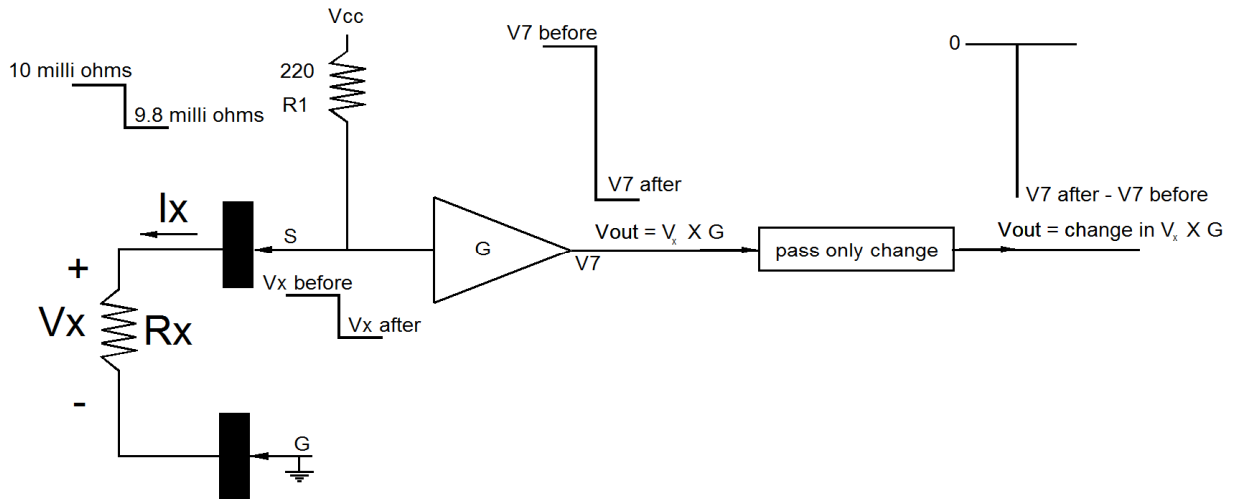 Vcc
V7 before
0
10 milli ohms
220
R1
9.8 milli ohms
V7 after
V7 after - V7 before
Ix
S
G
Vout = Vₓ X G
V7
pass only change
Vout = change in Vₓ X G
+
Vx before
Vx
Rx
Vx after
-
G